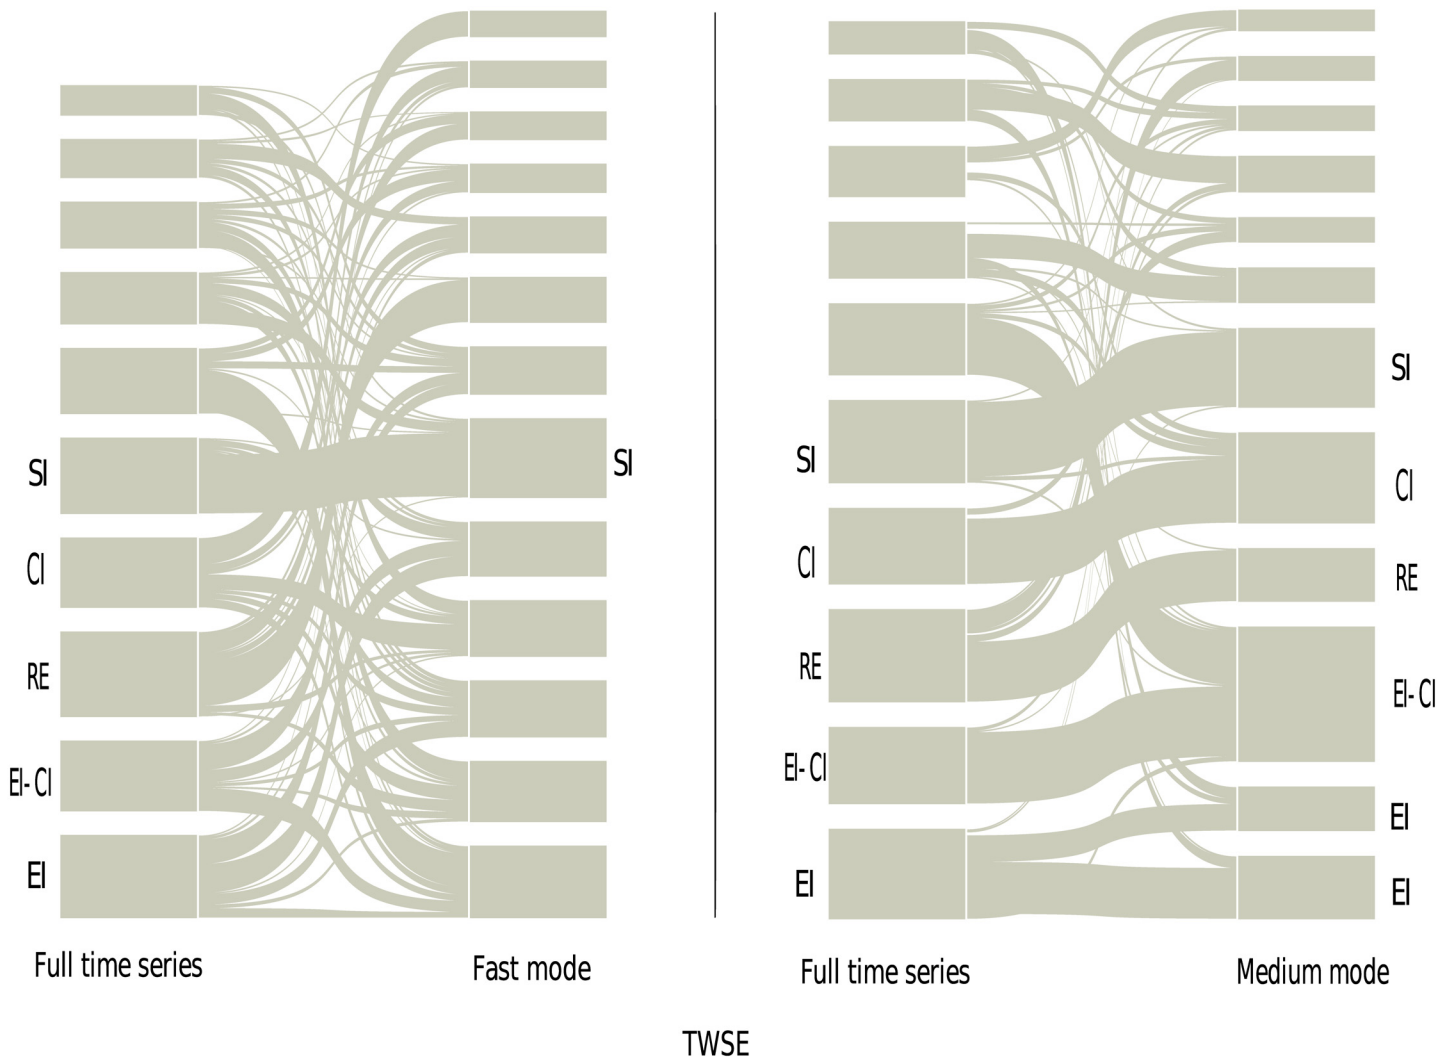 SI
CI
RE
EI-CI
EI
SI
Full time series
Fast mode
SI
CI
RE
EI-CI
EI
SI
CI
RE
EI-CI
EI
EI
Full time series
Medium mode
TWSE